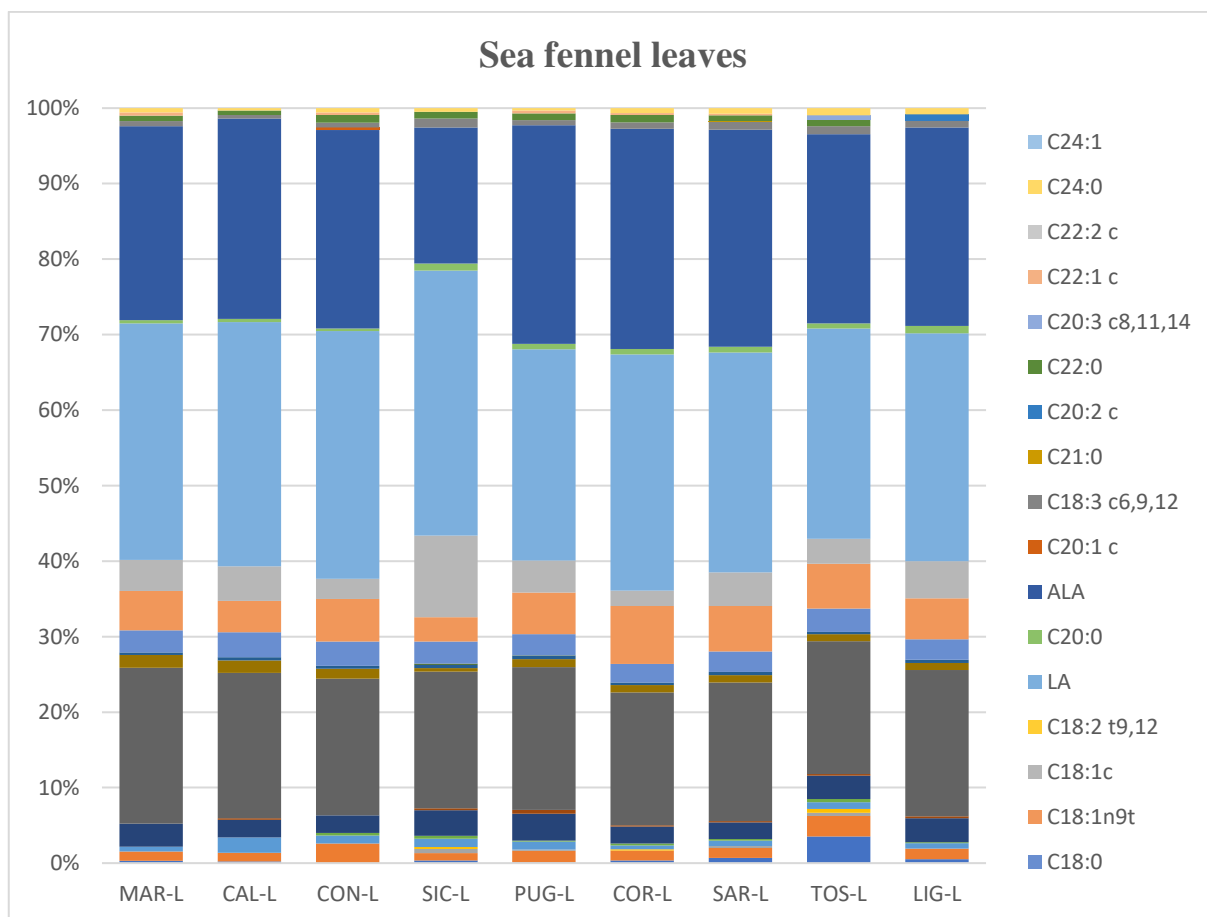 Sea fennel leaves
100%
90%
80%
70%
60%
50%
40%
30%
20%
10%
0%
MAR-L CAL-L CON-L SIC-L PUG-L COR-L SAR-L TOS-L LIG-L
C24:1
C24:0
C22:2 c
C22:1 c
C20:3 c8,11,14
C22:0
C20:2 c
C21:0
C18:3 c6,9,12
C20:1 c
ALA
C20:0
LA
C18:2 t9,12
C18:1c
C18:1n9t
C18:0